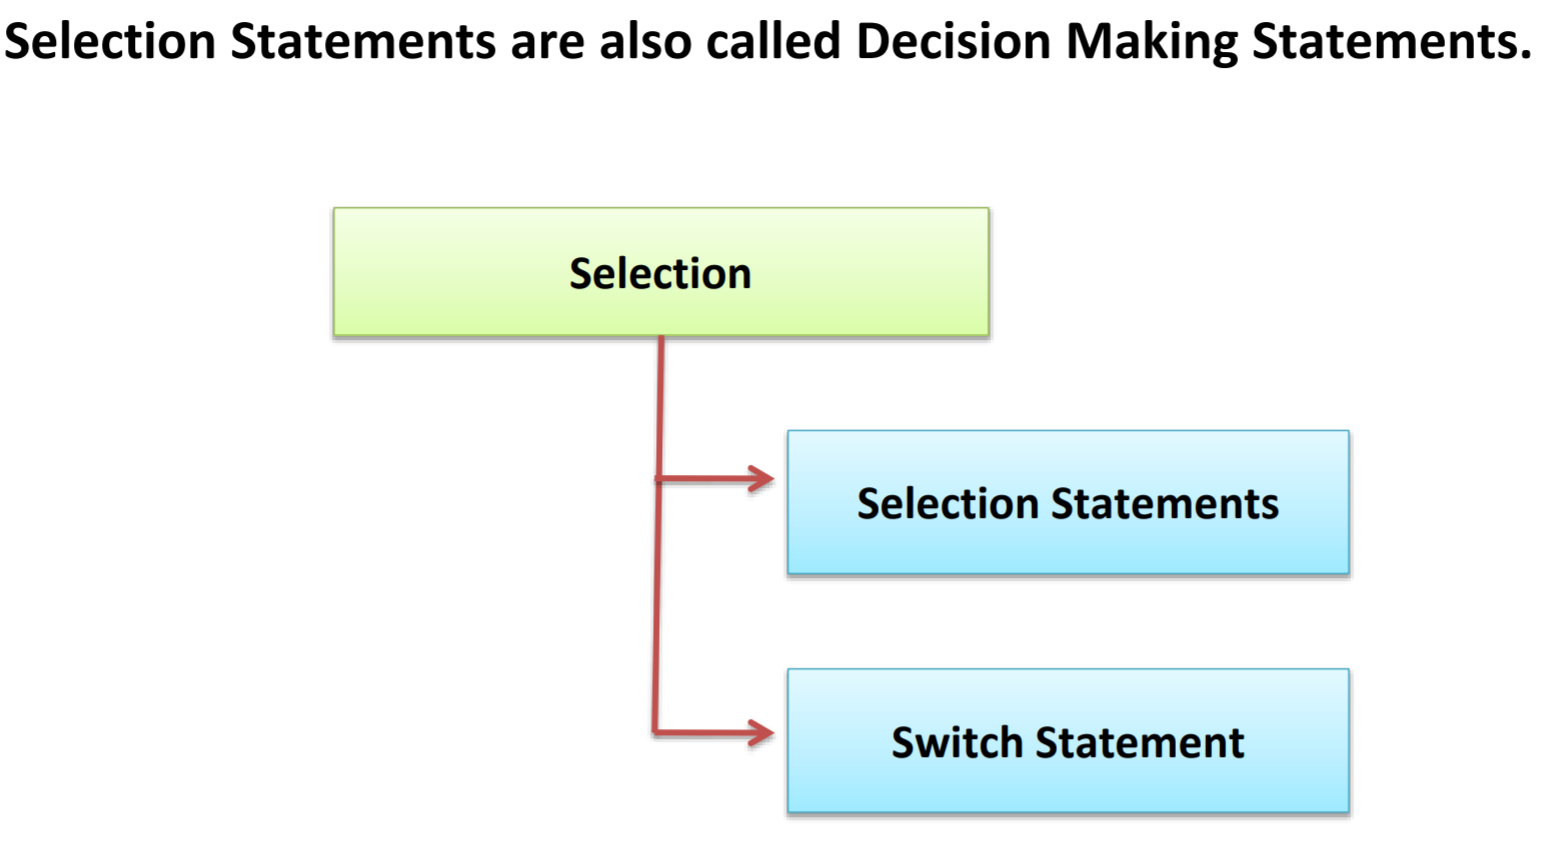 Selection Statements are also called Decision Making Statements.
Selection
Selection Statements
Switch Statement